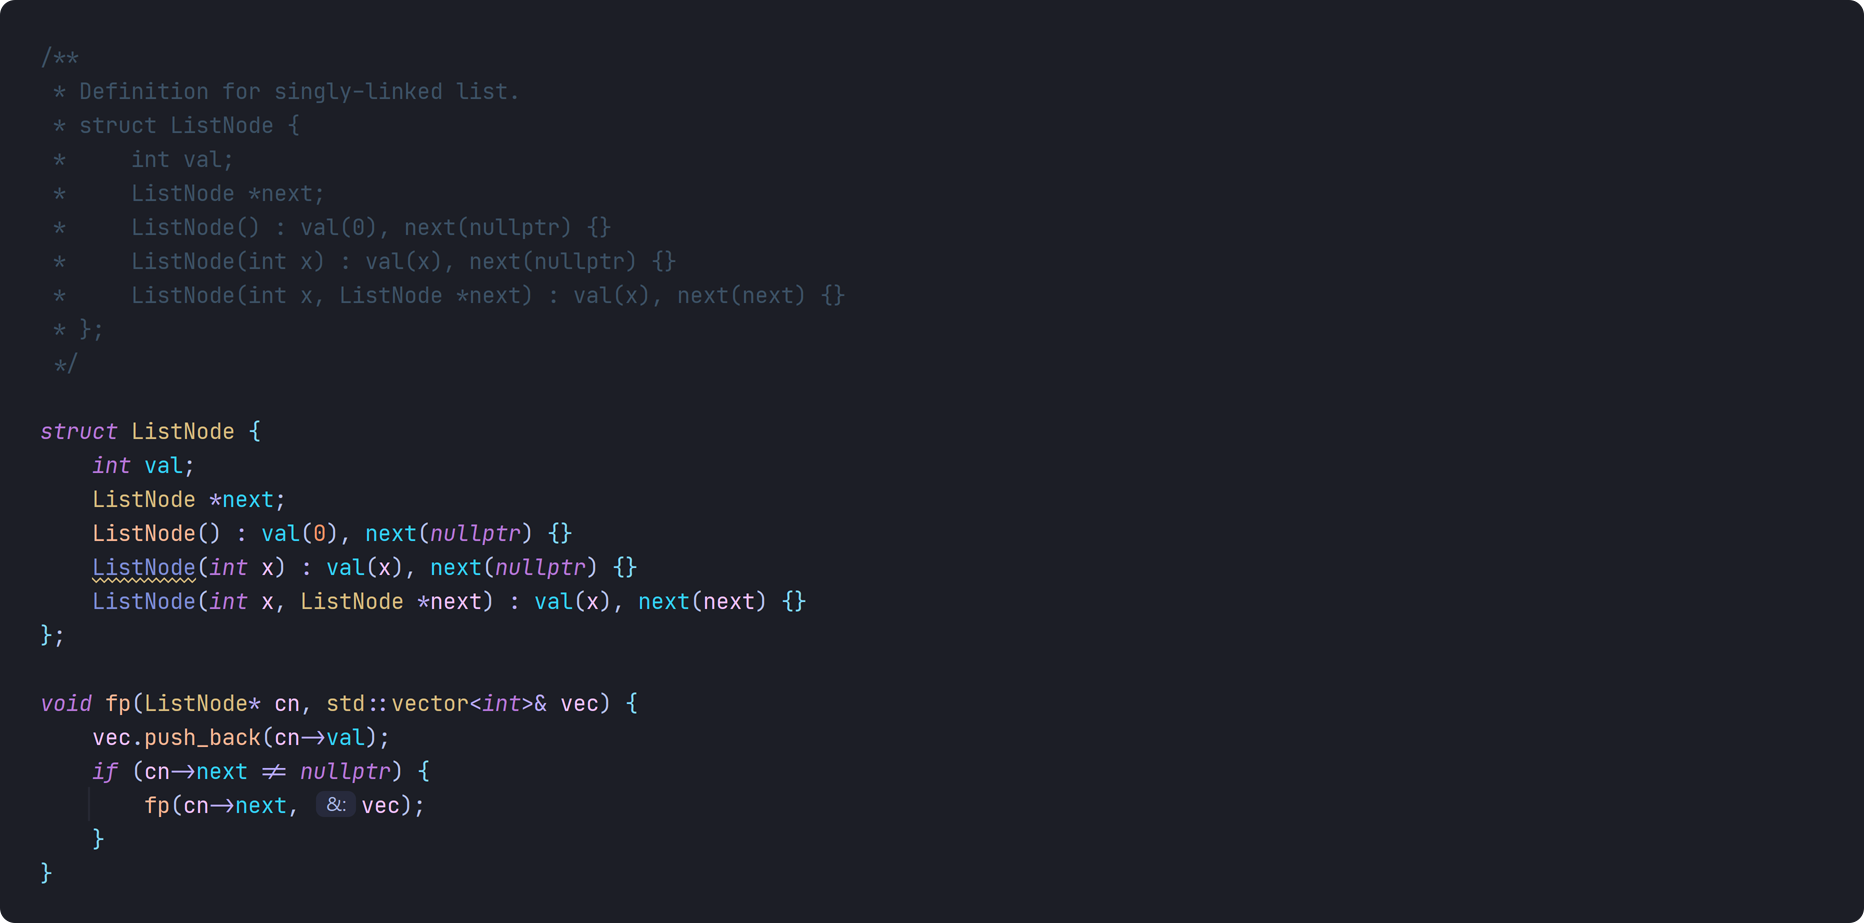 /**
 * Definition for singly-linked list.
 * struct ListNode {
 *     int val;
 *     ListNode *next;
 *     ListNode() : val(0), next(nullptr) {}
 *     ListNode(int x) : val(x), next(nullptr) {}
 *     ListNode(int x, ListNode *next) : val(x), next(next) {}
 * };
 */

struct ListNode {
    int val;
    ListNode *next;
    ListNode() : val(0), next(nullptr) {}
    ListNode(int x) : val(x), next(nullptr) {}
    ListNode(int x, ListNode *next) : val(x), next(next) {}
};

void fp(ListNode* cn, std::vector<int>& vec) {
    vec.push_back(cn->val);
    if (cn->next != nullptr) {
        fp(cn->next, &: vec);
    }
}